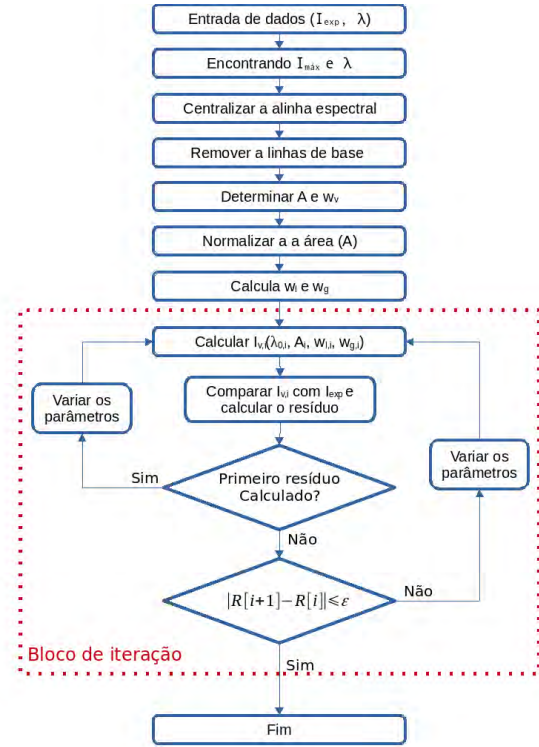 Entrada de dados (Iexp, λ)
Encontrando Imáx e λ
Centralizar a alinha espectral
Remover a linhas de base
Determinar A e wv
Normalizar a a área (A)
Calcula wl e wg
Calcular Iv,i(λ0,i, Ai, wl,i, wg,i)
Variar os
parâmetros
Comparar Iv,i com Iexp e
calcular o resíduo
Variar os
parâmetros
Sim
Primeiro resíduo
Calculado?
Não
|R[i+1]−R[i]|⩽ε
Não
Bloco de iteração
Sim
Fim